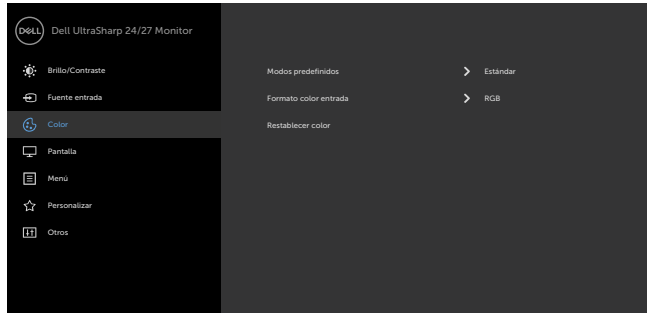 DELL Dell UltraSharp 24/27 Monitor
Brillo/Contraste
Modos predefinidos
Estándar
Fuente entrada
Formato color entrada
RGB
Color
Restablecer color
Pantalla
Menú
Personalizar
Otros